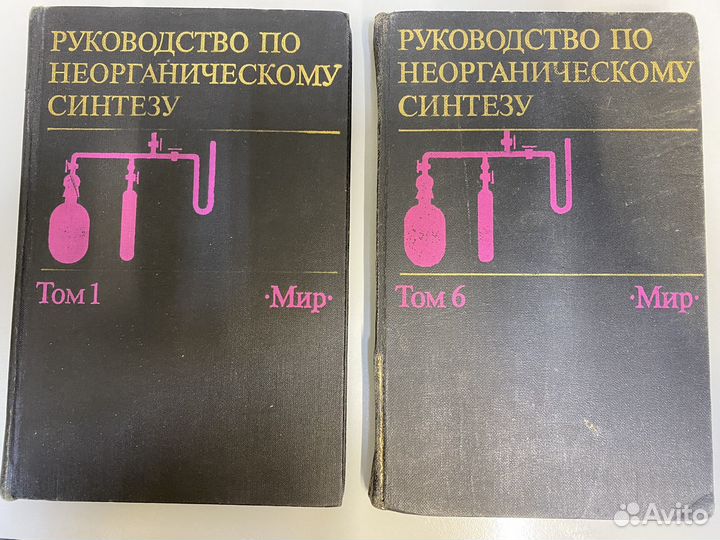 РУКОВОДСТВО ПО
НЕОРГАНИЧЕСКОМУ
СИНТЕЗУ
Том 1 ·Мир·
РУКОВОДСТВО ПО
НЕОРГАНИЧЕСКОМУ
СИНТЕЗУ
Том 6 ·Мир·
Avito